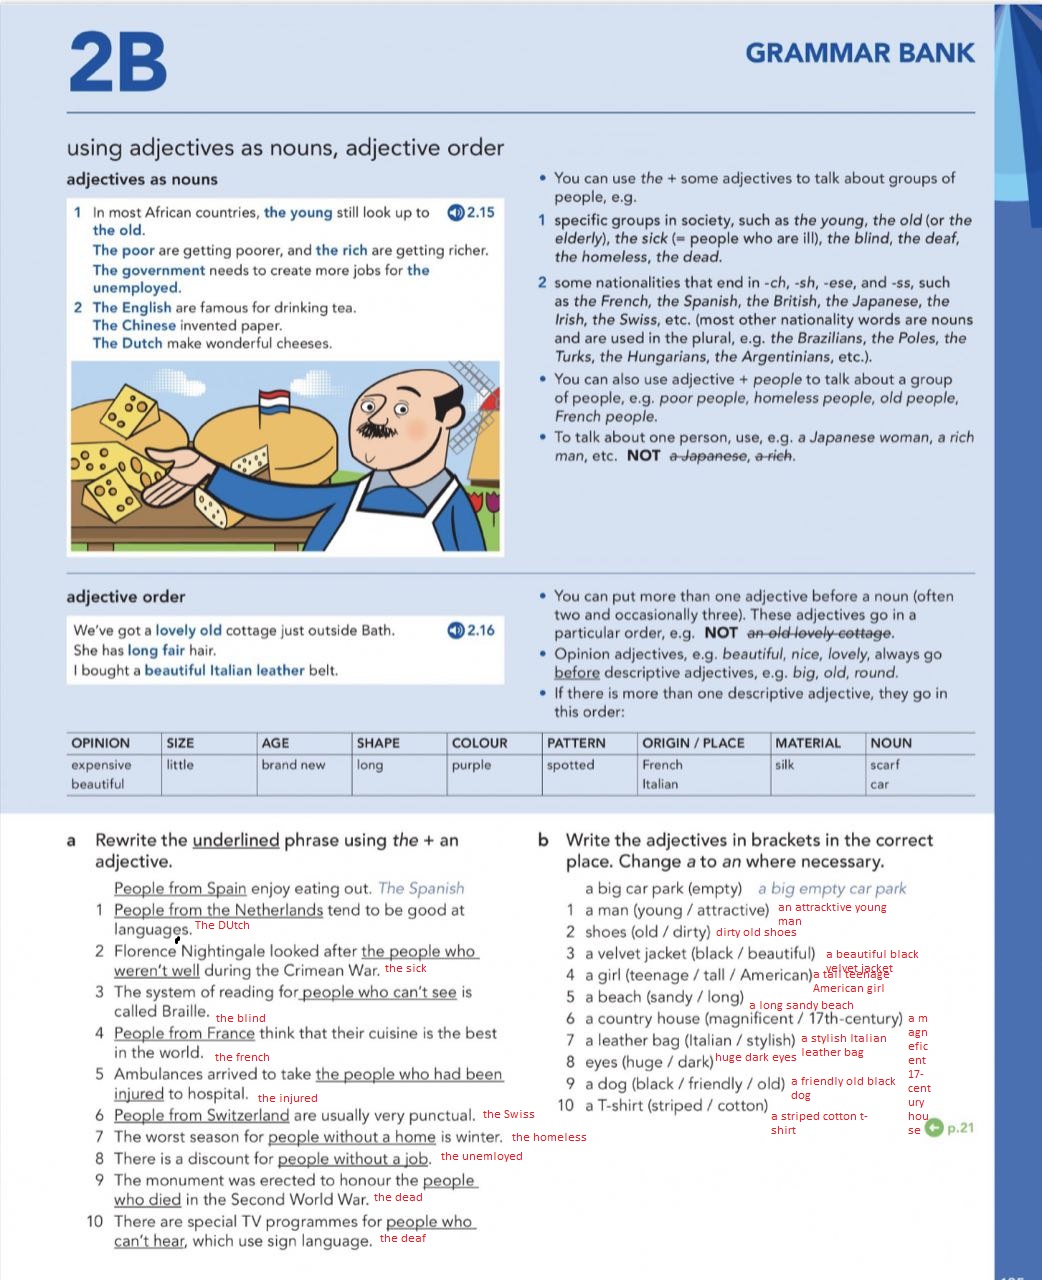 2B
GRAMMAR BANK
using adjectives as nouns, adjective order
adjectives as nouns
1 In most African countries, the young still look up to 2.15
the old.
The poor are getting poorer, and the rich are getting richer.
The government needs to create more jobs for the
unemployed.
2 The English are famous for drinking tea.
The Chinese invented paper.
The Dutch make wonderful cheeses.
• You can use the + some adjectives to talk about groups of
people, e.g.
1 specific groups in society, such as the young, the old (or the
elderly), the sick (= people who are ill), the blind, the deaf,
the homeless, the dead.
2 some nationalities that end in -ch, -sh, -ese, and -ss, such
as the French, the Spanish, the British, the Japanese, the
Irish, the Swiss, etc. (most other nationality words are nouns
and are used in the plural, e.g. the Brazilians, the Poles, the
Turks, the Hungarians, the Argentinians, etc.).
• You can also use adjective + people to talk about a group
of people, e.g. poor people, homeless people, old people,
French people.
• To talk about one person, use, e.g. a Japanese woman, a rich
man, etc. NOT a Japanese, a rich.
adjective order
We've got a lovely old cottage just outside Bath. 2.16
She has long fair hair.
I bought a beautiful Italian leather belt.
• You can put more than one adjective before a noun (often
two and occasionally three). These adjectives go in a
particular order, e.g. NOT an old lovely cottage.
• Opinion adjectives, e.g. beautiful, nice, lovely, always go
before descriptive adjectives, e.g. big, old, round.
• If there is more than one descriptive adjective, they go in
this order:
OPINION SIZE AGE SHAPE COLOUR PATTERN ORIGIN / PLACE MATERIAL NOUN
expensive little brand new long purple spotted French silk scarf
beautiful Italian car
a Rewrite the underlined phrase using the + an
adjective.
People from Spain enjoy eating out. The Spanish
1 People from the Netherlands tend to be good at
languages. The DUtch
2 Florence Nightingale looked after the people who
weren't well during the Crimean War. the sick
3 The system of reading for people who can't see is
called Braille. the blind
4 People from France think that their cuisine is the best
in the world. the french
5 Ambulances arrived to take the people who had been
injured to hospital. the injured
6 People from Switzerland are usually very punctual. the Swiss
7 The worst season for people without a home is winter. the homeless
8 There is a discount for people without a job. the unemloyed
9 The monument was erected to honour the people
who died in the Second World War. the dead
10 There are special TV programmes for people who
can't hear, which use sign language. the deaf
b Write the adjectives in brackets in the correct
place. Change a to an where necessary.
a big car park (empty) a big empty car park
1 a man (young / attractive) an attracktive young
man
2 shoes (old / dirty) dirty old shoes
3 a velvet jacket (black / beautiful) a beautiful black
velvet jacket
4 a girl (teenage / tall / American) a tall teenage
American girl
5 a beach (sandy / long) a long sandy beach
6 a country house (magnificent / 17th-century) a m
agn
efic
ent
17-
cent
ury
hou
se
7 a leather bag (Italian / stylish) a stylish Italian
leather bag
8 eyes (huge / dark) huge dark eyes
9 a dog (black / friendly / old) a friendly old black
dog
10 a T-shirt (striped / cotton) a striped cotton t-
shirt
p.21